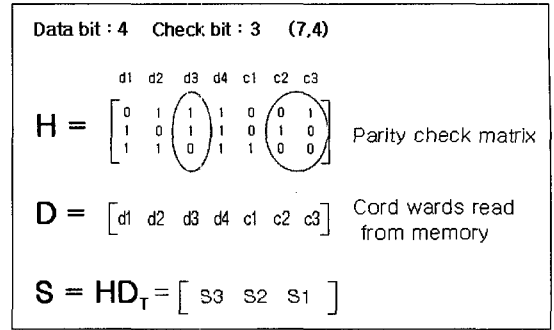 Data bit : 4 Check bit : 3 (7,4)
d1 d2 d3 d4 c1 c2 c3
H = [ 0 1 1 1 0 0 1
1 0 1 1 0 1 0
1 1 0 1 1 0 0 ] Parity check matrix
D = [ d1 d2 d3 d4 c1 c2 c3 ] Cord wards read
from memory
S = HD_T = [ S3 S2 S1 ]